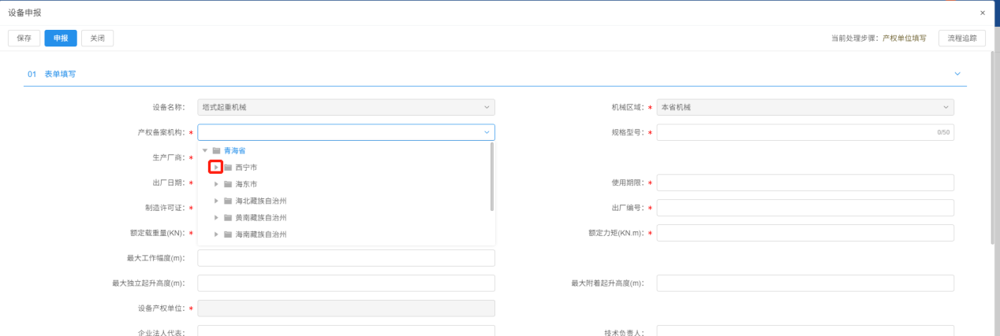 设备申报
×
保存 申报 关闭 当前处理步骤：产权单位填写 流程追踪
01 表单填写
设备名称： 塔式起重机械 机械区域：* 本省机械
产权备案机构：* 规格型号：* 0/50
青海省
生产厂商：*
西宁市
出厂日期：* 海东市 使用期限：*
海北藏族自治州
制造许可证：* 出厂编号：*
黄南藏族自治州
额定载重量(KN)：* 海南藏族自治州 额定力矩(KN.m)：*
最大工作幅度(m)：
最大独立起升高度(m)： 最大附着起升高度(m)：
设备产权单位：*
企业法人代表： 技术负责人：